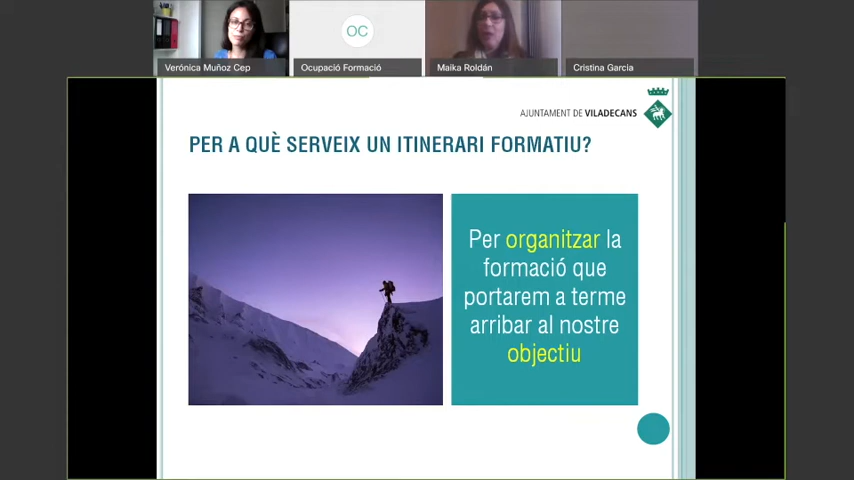 OC
Verónica Muñoz Cep
Ocupació Formació
Maika Roldán
Cristina Garcia
AJUNTAMENT DE VILADECANS
PER A QUÈ SERVEIX UN ITINERARI FORMATIU?
Per organitzar la
formació que
portarem a terme
arribar al nostre
objectiu